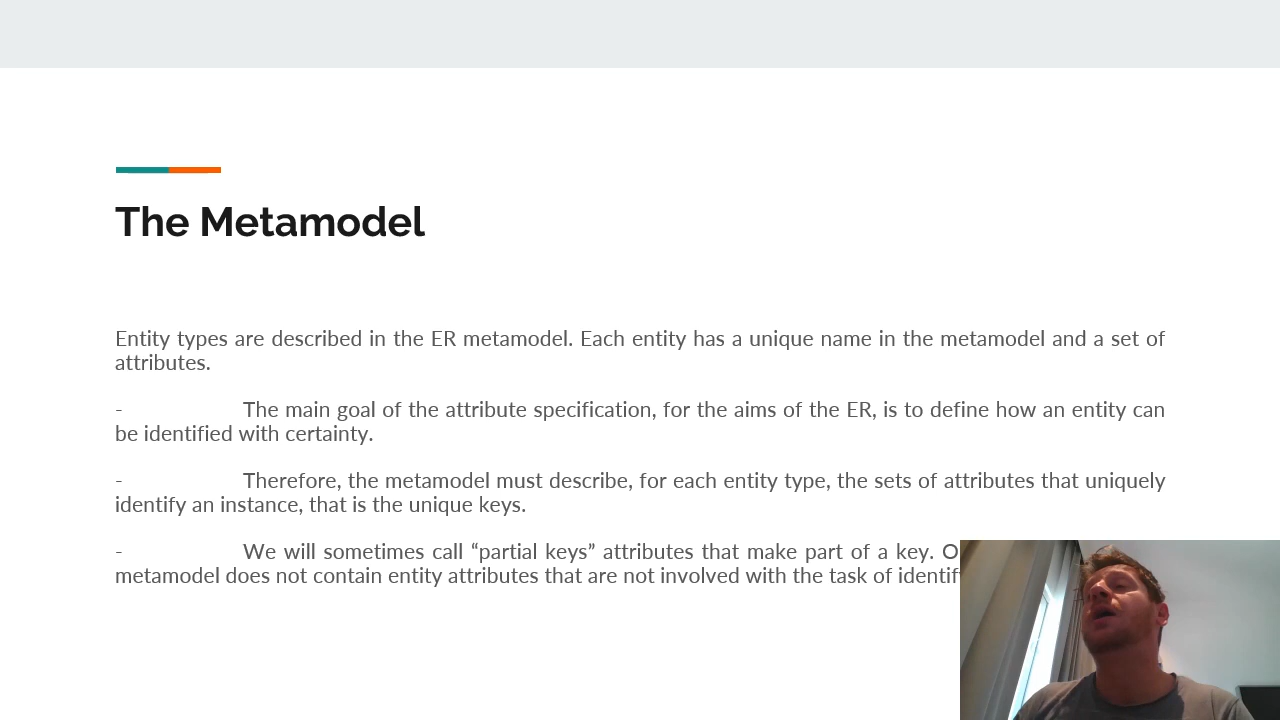 The Metamodel
Entity types are described in the ER metamodel. Each entity has a unique name in the metamodel and a set of
attributes.
- The main goal of the attribute specification, for the aims of the ER, is to define how an entity can
be identified with certainty.
- Therefore, the metamodel must describe, for each entity type, the sets of attributes that uniquely
identify an instance, that is the unique keys.
- We will sometimes call “partial keys” attributes that make part of a key.
metamodel does not contain entity attributes that are not involved with the task of